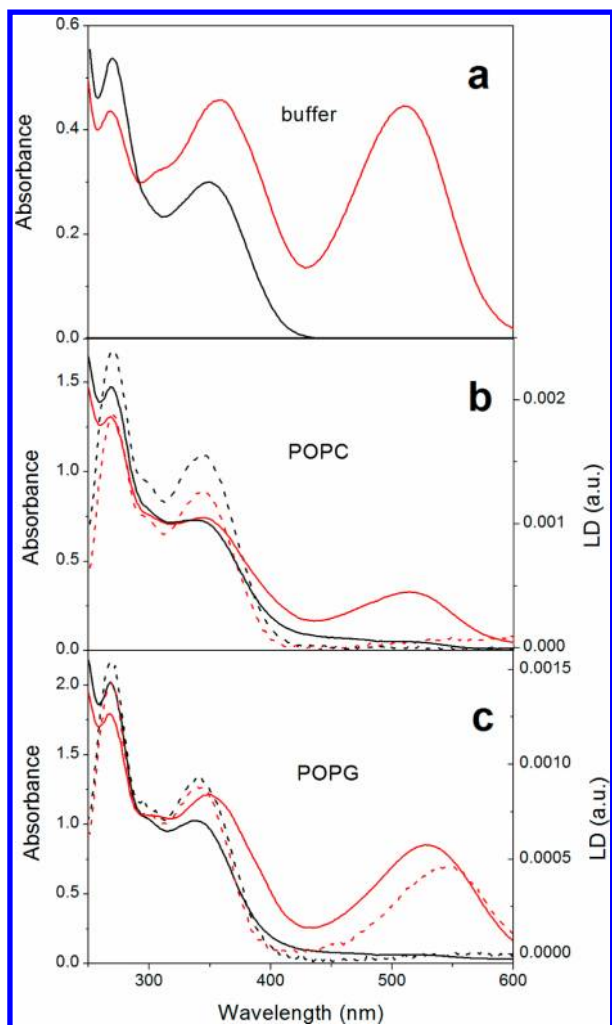 0.6
a
buffer
0.4
Absorbance
0.2
0.0
b
1.5
0.002
POPC
1.0
Absorbance
LD (a.u.)
0.001
0.5
0.0
0.000
c
0.0015
2.0
POPG
1.5
0.0010
Absorbance
LD (a.u.)
1.0
0.0005
0.5
0.0000
0.0
300 400 500 600
Wavelength (nm)